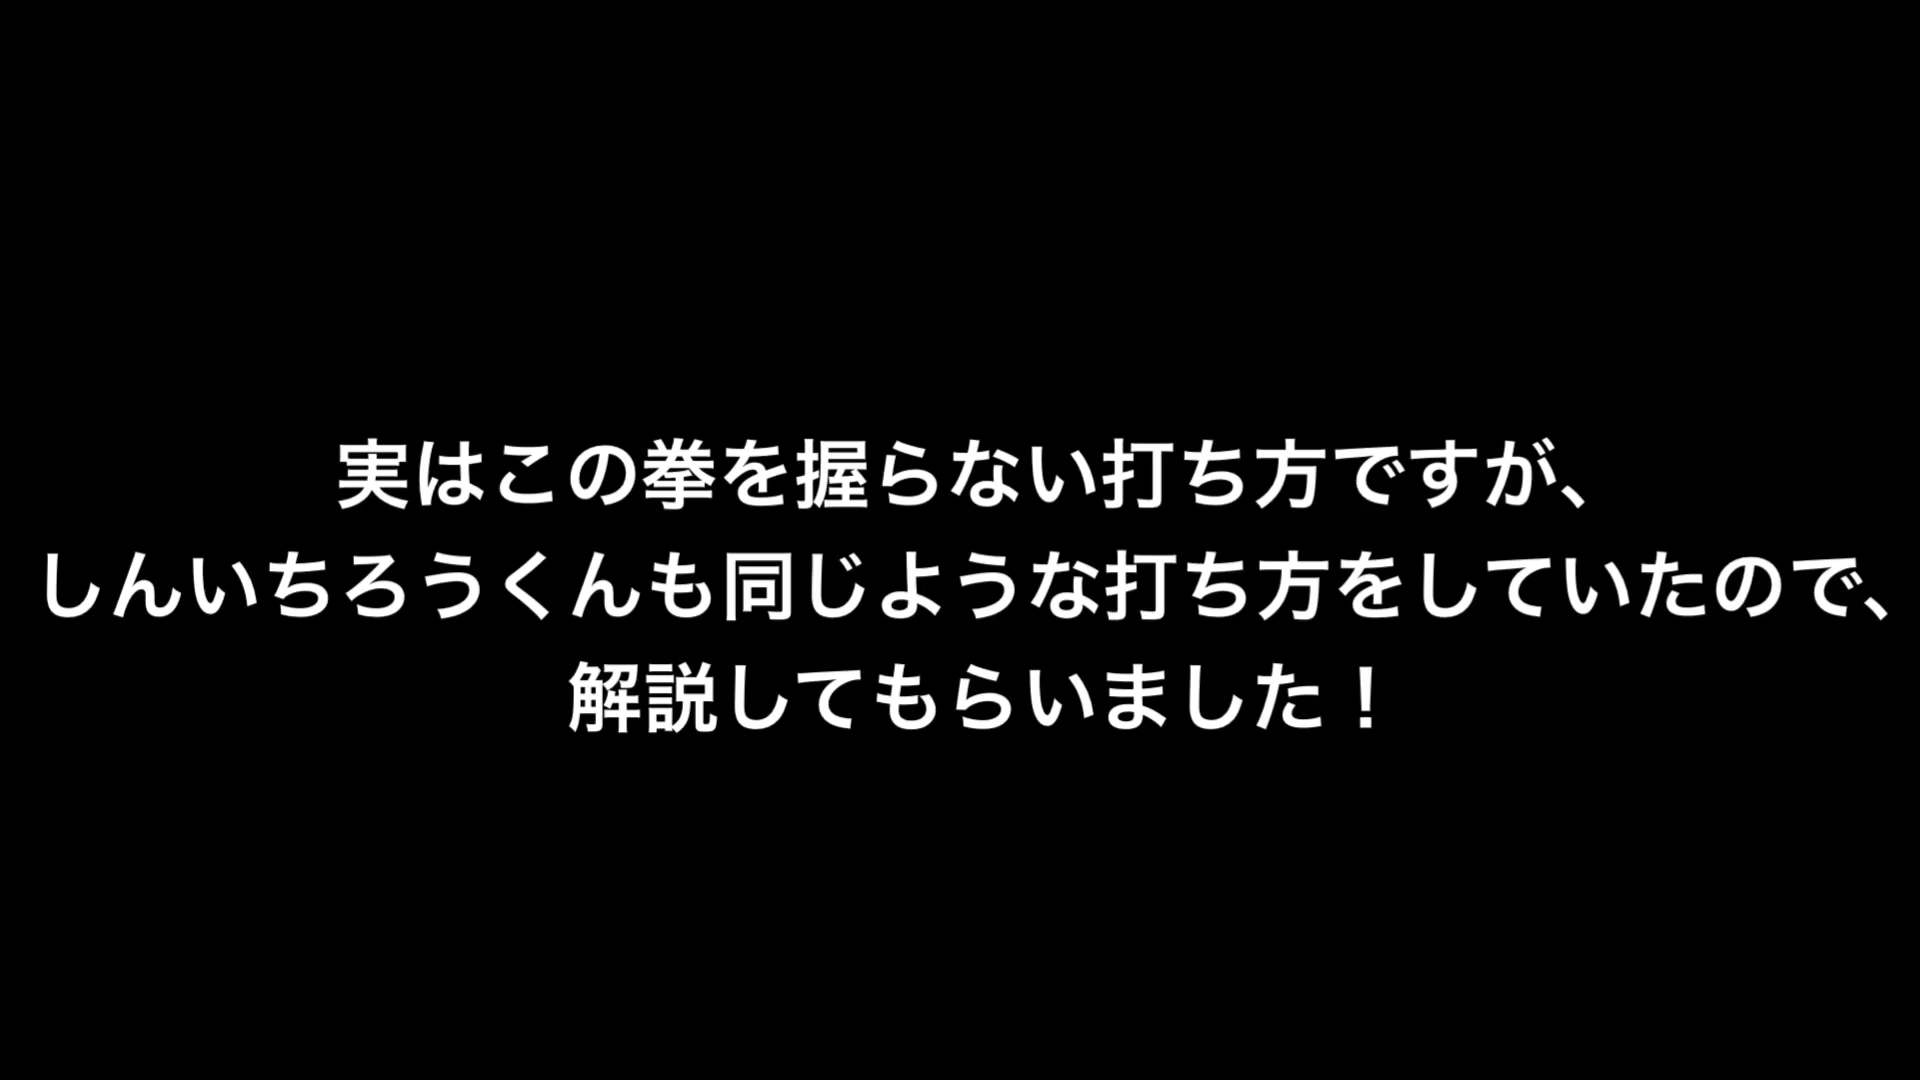 実はこの拳を握らない打ち方ですが、
しんいちろうくんも同じような打ち方をしていたので、
解説してもらいました！